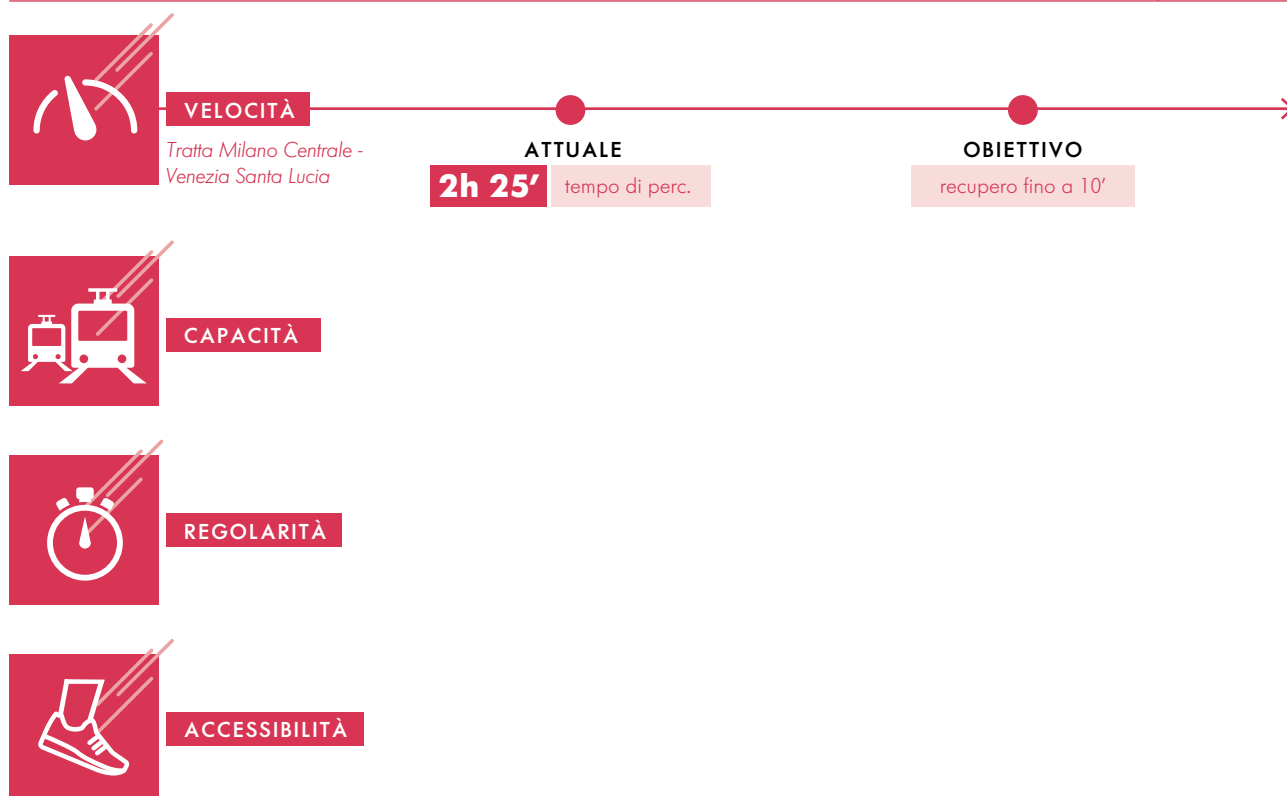 VELOCITÀ
Tratta Milano Centrale -
Venezia Santa Lucia
ATTUALE
2h 25’ tempo di perc.
OBIETTIVO
recupero fino a 10’
CAPACITÀ
REGOLARITÀ
ACCESSIBILITÀ